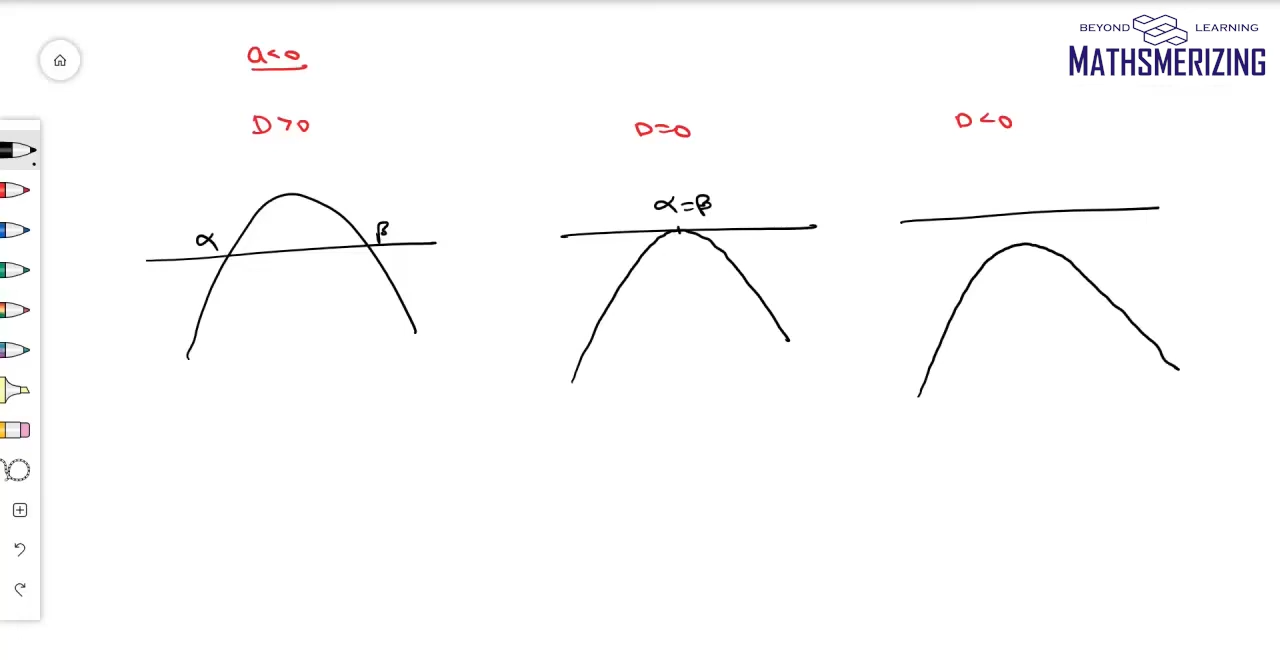 BEYOND LEARNING
MATHSMERIZING
a<0
D>0
D=0
D<0
α
β
α=β